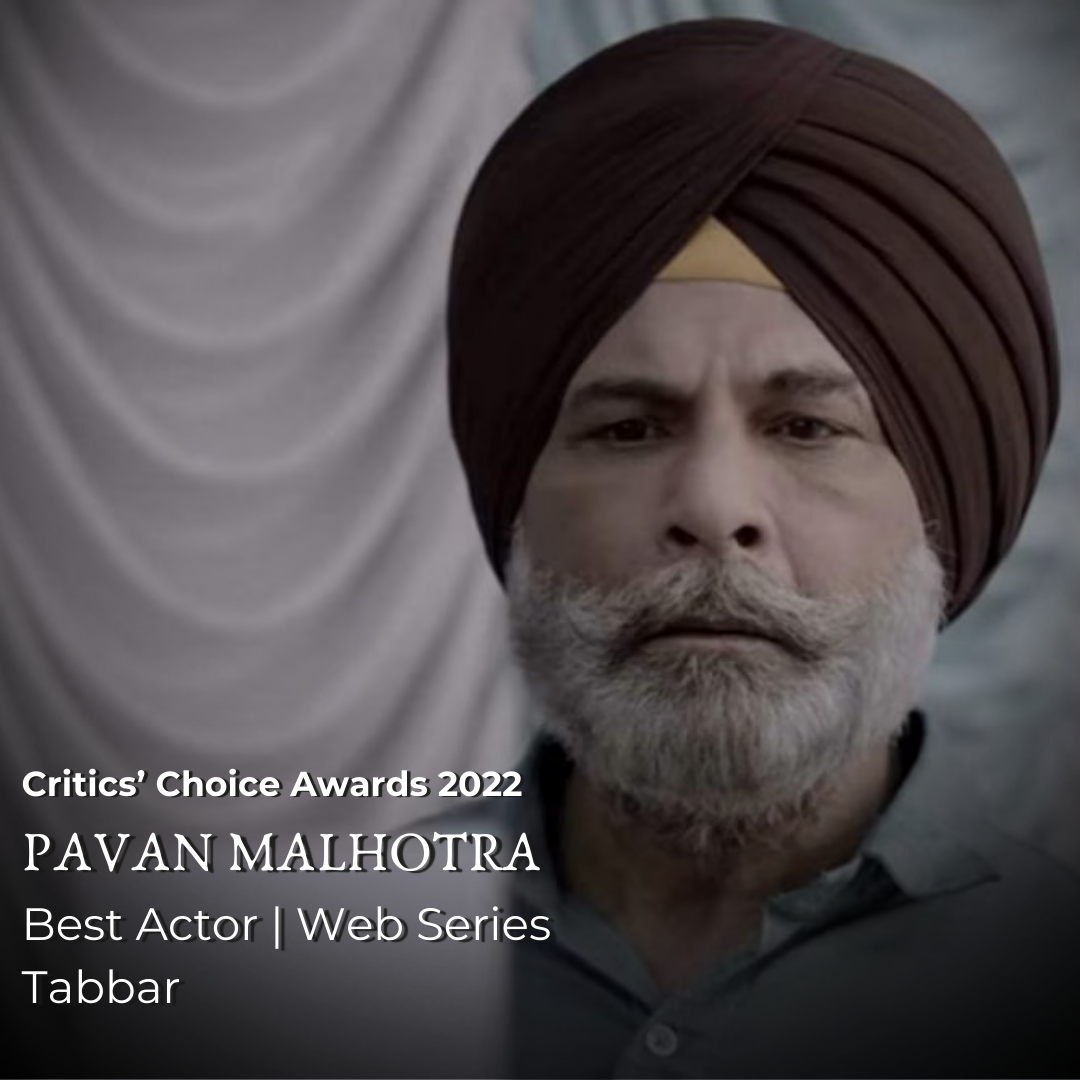 Critics’ Choice Awards 2022
PAVAN MALHOTRA
Best Actor | Web Series
Tabbar